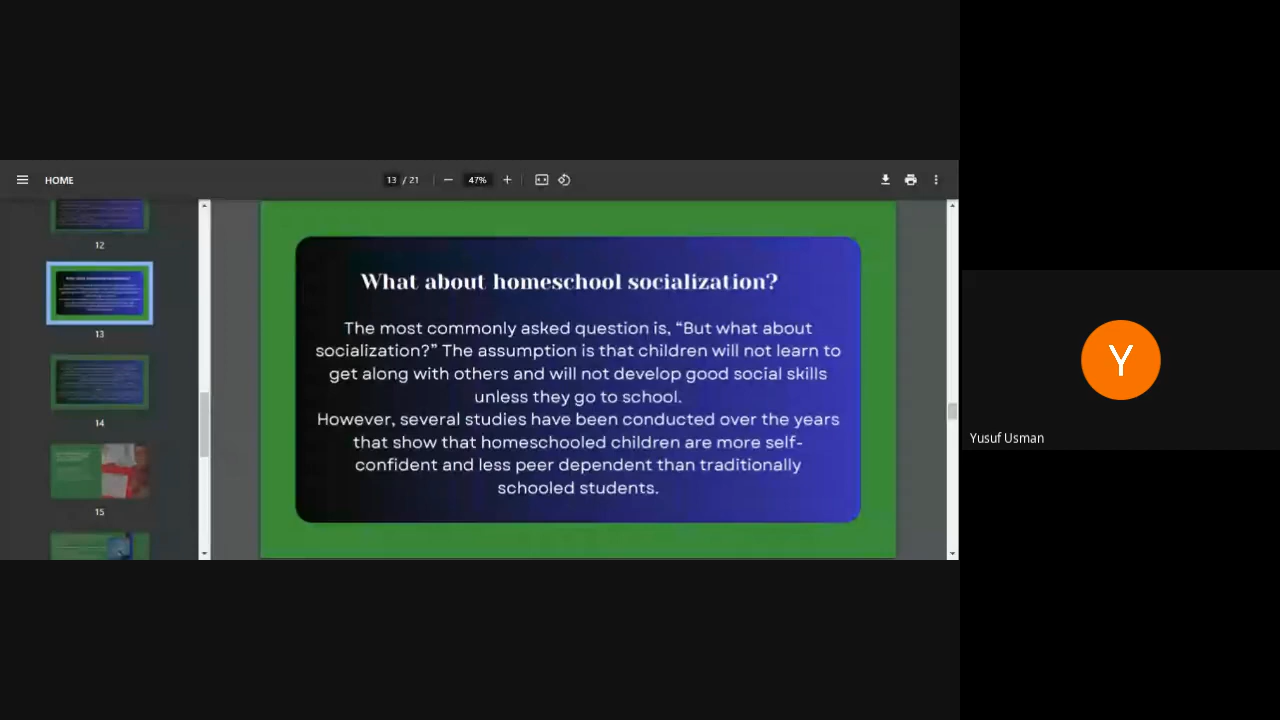 HOME
13 / 21
47%
12
13
14
15
What about homeschool socialization?
The most commonly asked question is, “But what about
socialization?” The assumption is that children will not learn to
get along with others and will not develop good social skills
unless they go to school.
However, several studies have been conducted over the years
that show that homeschooled children are more self-
confident and less peer dependent than traditionally
schooled students.
Y
Yusuf Usman